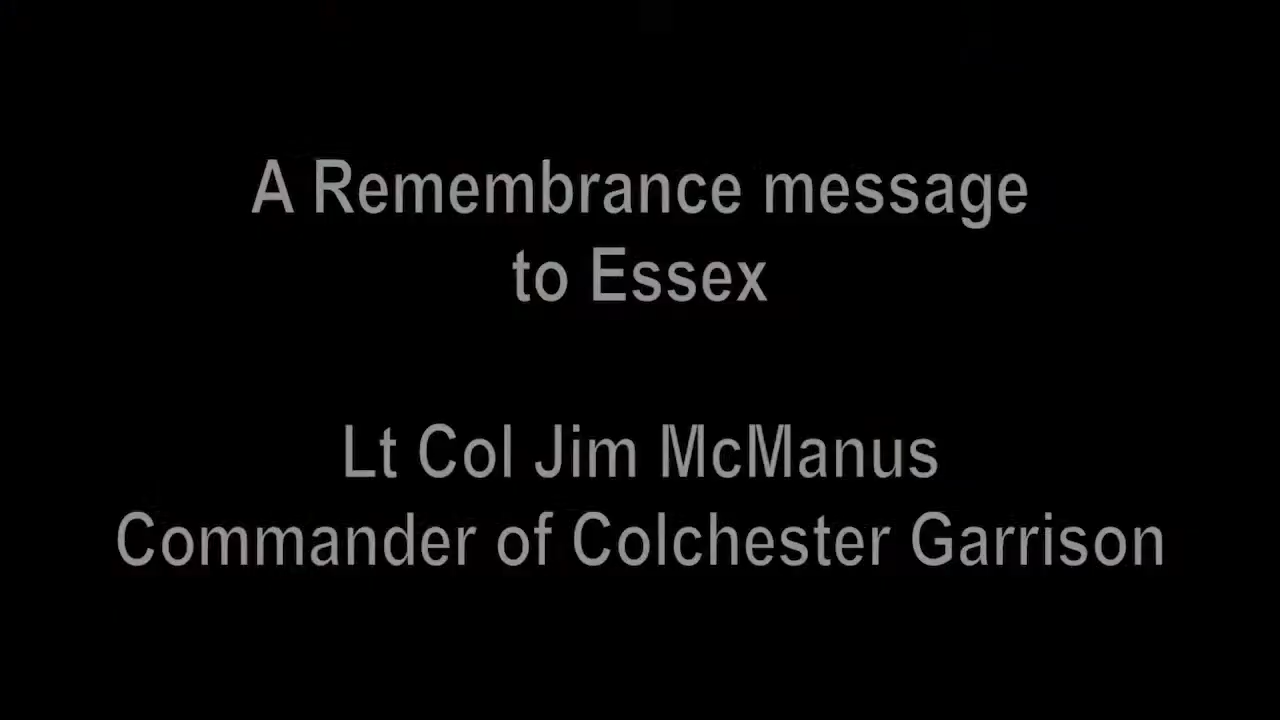 A Remembrance message
to Essex
Lt Col Jim McManus
Commander of Colchester Garrison